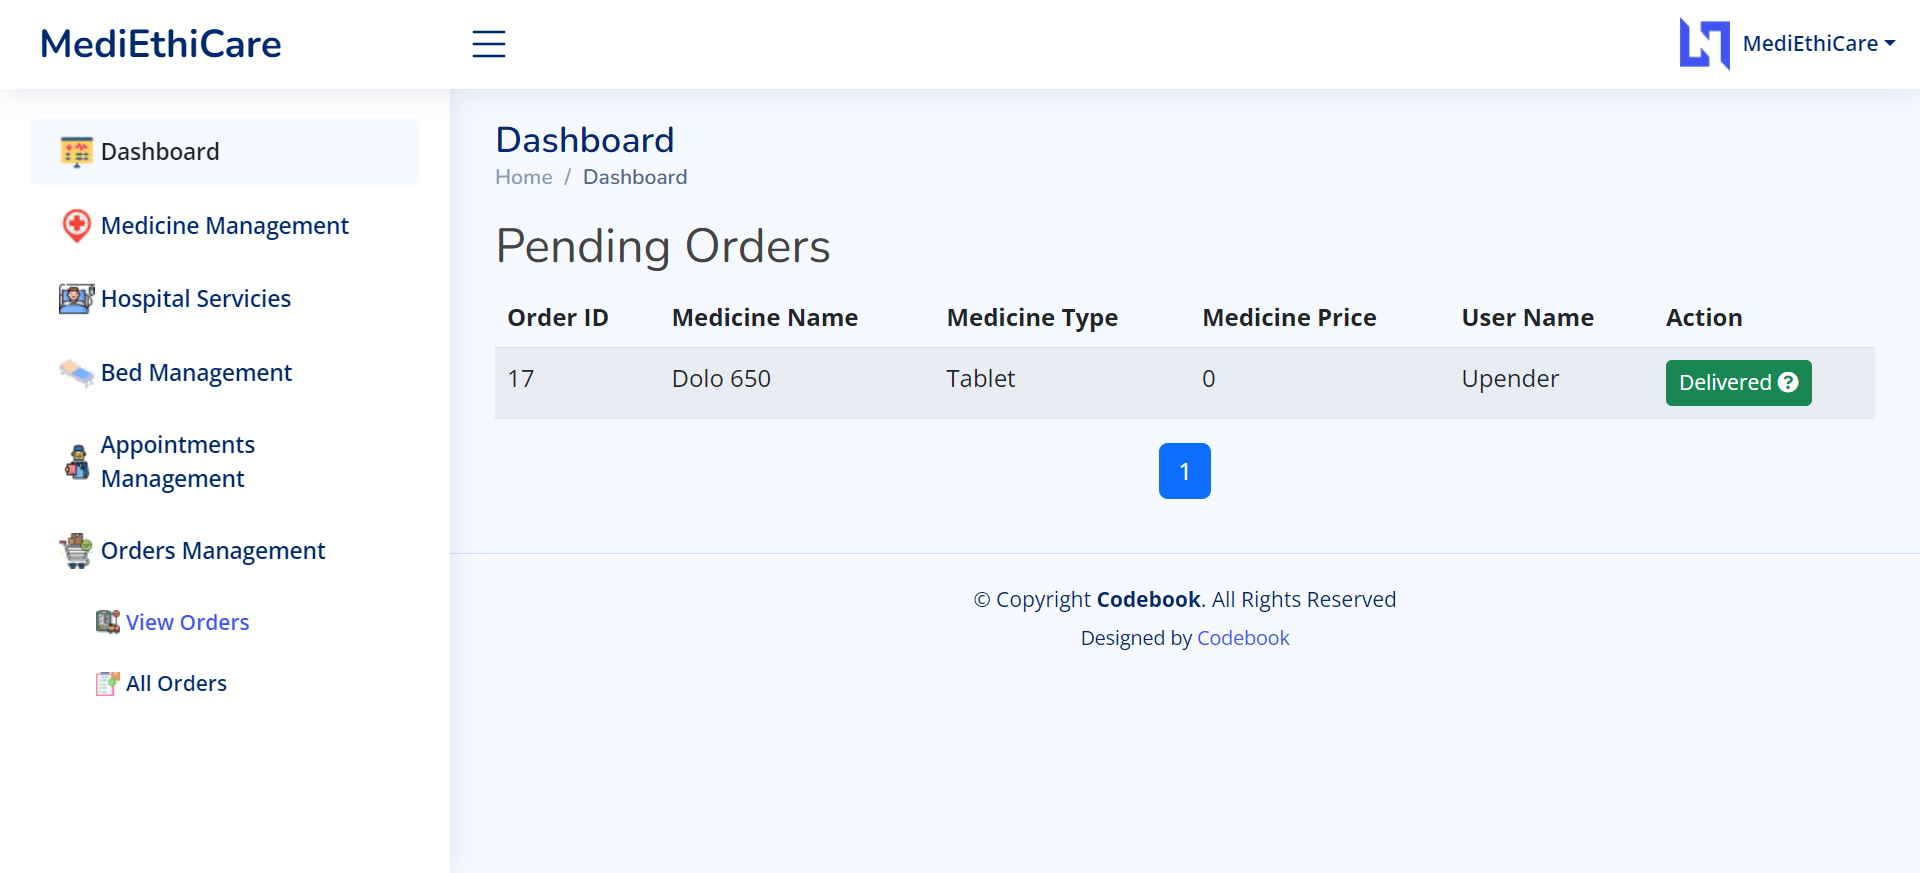 MediEthiCare
MediEthiCare
Dashboard
Medicine Management
Hospital Servicies
Bed Management
Appointments
Management
Orders Management
View Orders
All Orders
Dashboard
Home / Dashboard
Pending Orders
Order ID Medicine Name Medicine Type Medicine Price User Name Action
17 Dolo 650 Tablet 0 Upender Delivered ?
1
© Copyright Codebook. All Rights Reserved
Designed by Codebook